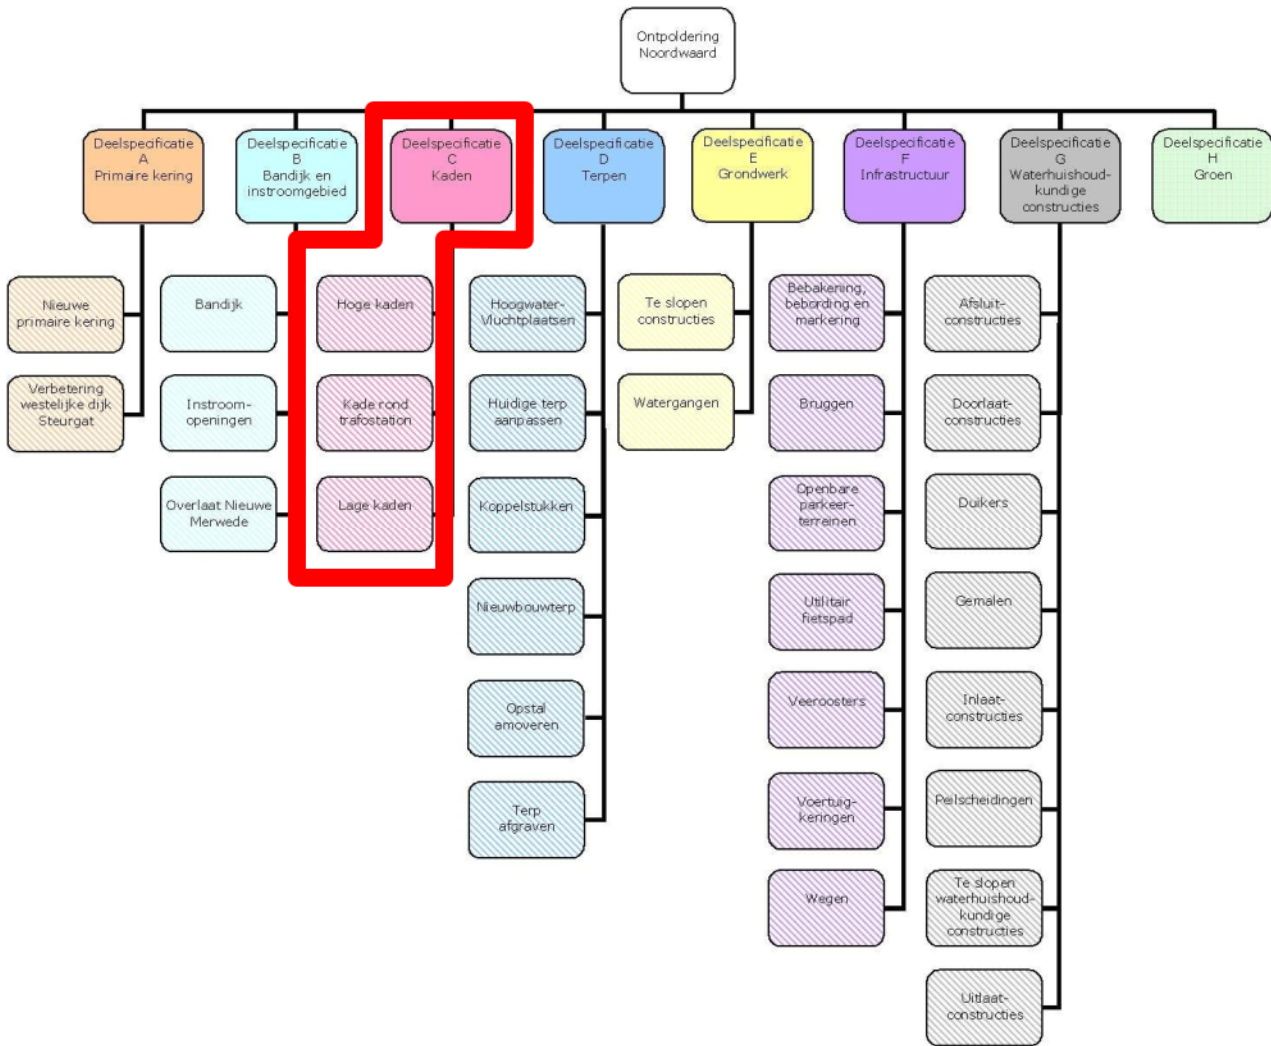 Ontpoldering
Noordwaard
Deelspecificatie
A
Primaire kering
Deelspecificatie
B
Bandijk en
instroomgebied
Deelspecificatie
C
Kaden
Deelspecificatie
D
Terpen
Deelspecificatie
E
Grondwerk
Deelspecificatie
F
Infrastructuur
Deelspecificatie
G
Waterhuishoud-
kundige
constructies
Deelspecificatie
H
Groen
Nieuwe
primaire kering
Verbetering
westelijke dijk
Steurgat
Bandijk
Instroom-
openingen
Overlaat Nieuwe
Merwede
Hoge kaden
Kade rond
trafostation
Lage kaden
Hoogwater-
Vluchtplaatsen
Huidige terp
aanpassen
Koppelstukken
Nieuwbouwterp
Opstal
amoveren
Terp
afgraven
Te slopen
constructies
Watergangen
Bebakening,
bebording en
markering
Bruggen
Openbare
parkeer-
terreinen
Utilitair
fietspad
Veeroosters
Voertuig-
keringen
Wegen
Afsluit-
constructies
Doorlaat-
constructies
Duikers
Gemalen
Inlaat-
constructies
Peilscheidingen
Te slopen
waterhuishoud-
kundige
constructies
Uitlaat-
constructies